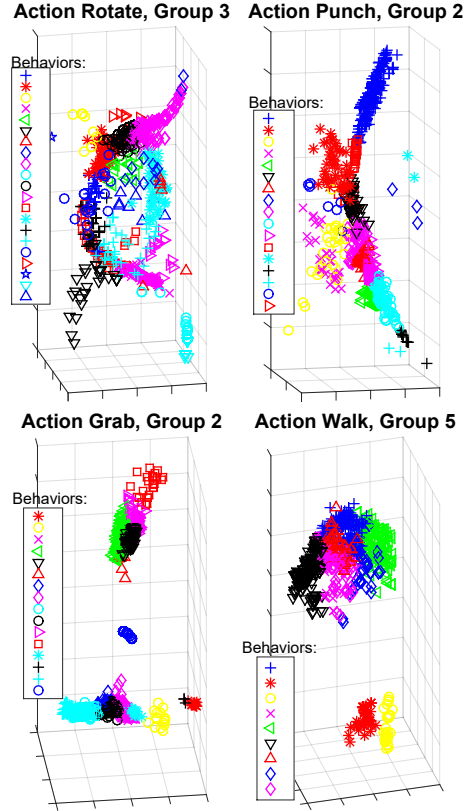 Action Rotate, Group 3
Behaviors:
Action Punch, Group 2
Behaviors:
Action Grab, Group 2
Behaviors:
Action Walk, Group 5
Behaviors: